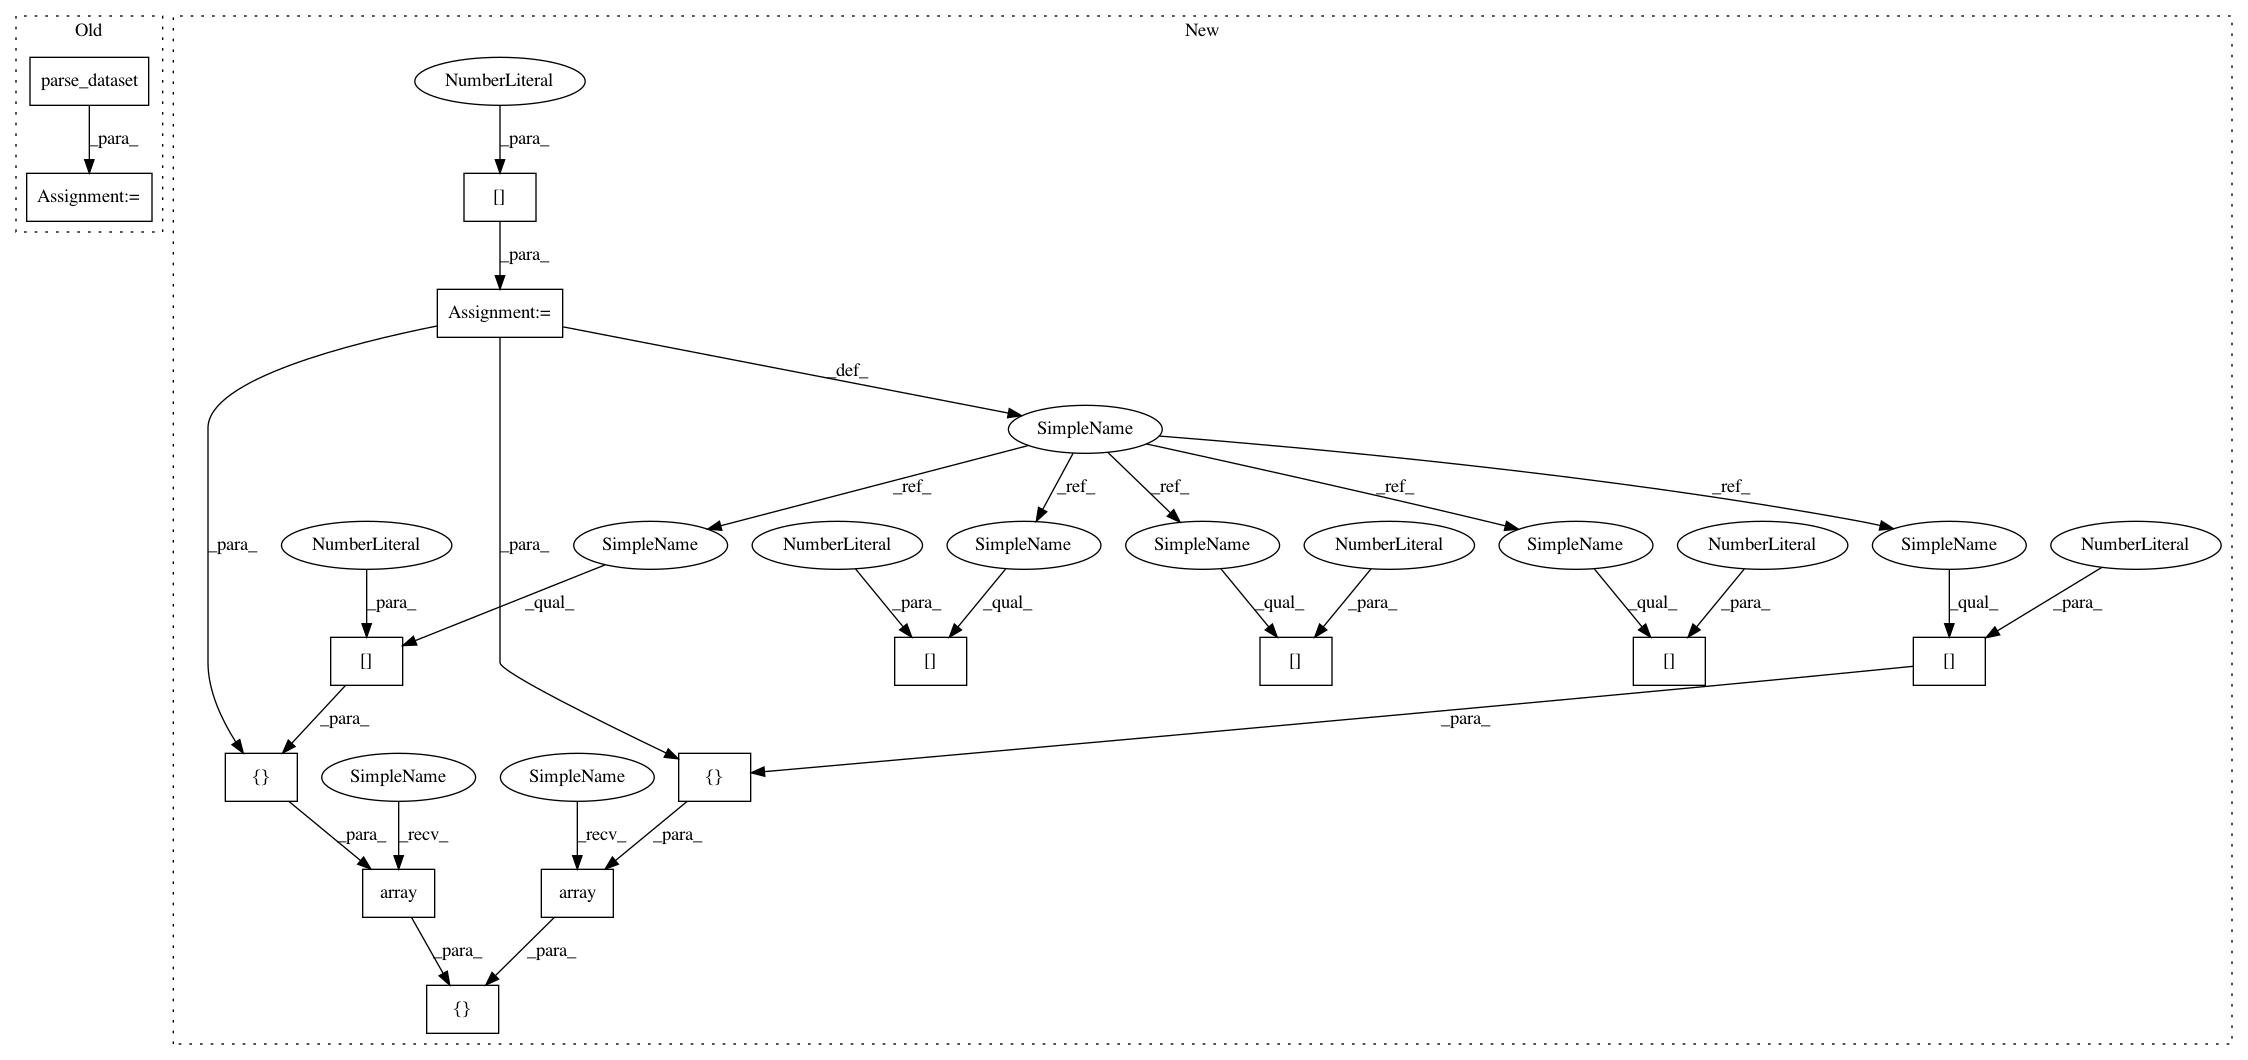 Old
New
parse_dataset
NumberLiteral
_para_
_para_
Assignment:=
[]
_para_
Assignment:=
_def_
SimpleName
_ref_
_ref_
_ref_
_ref_
_ref_
_para_
NumberLiteral
_para_
SimpleName
NumberLiteral
SimpleName
SimpleName
NumberLiteral
SimpleName
NumberLiteral
SimpleName
NumberLiteral
_para_
_qual_
_para_
_qual_
_qual_
_para_
_qual_
_para_
_qual_
_para_
[]
[]
[]
[]
[]
_para_
_para_
{}
SimpleName
SimpleName
{}
_para_
_recv_
_recv_
_para_
array
array
_para_
_para_
{}